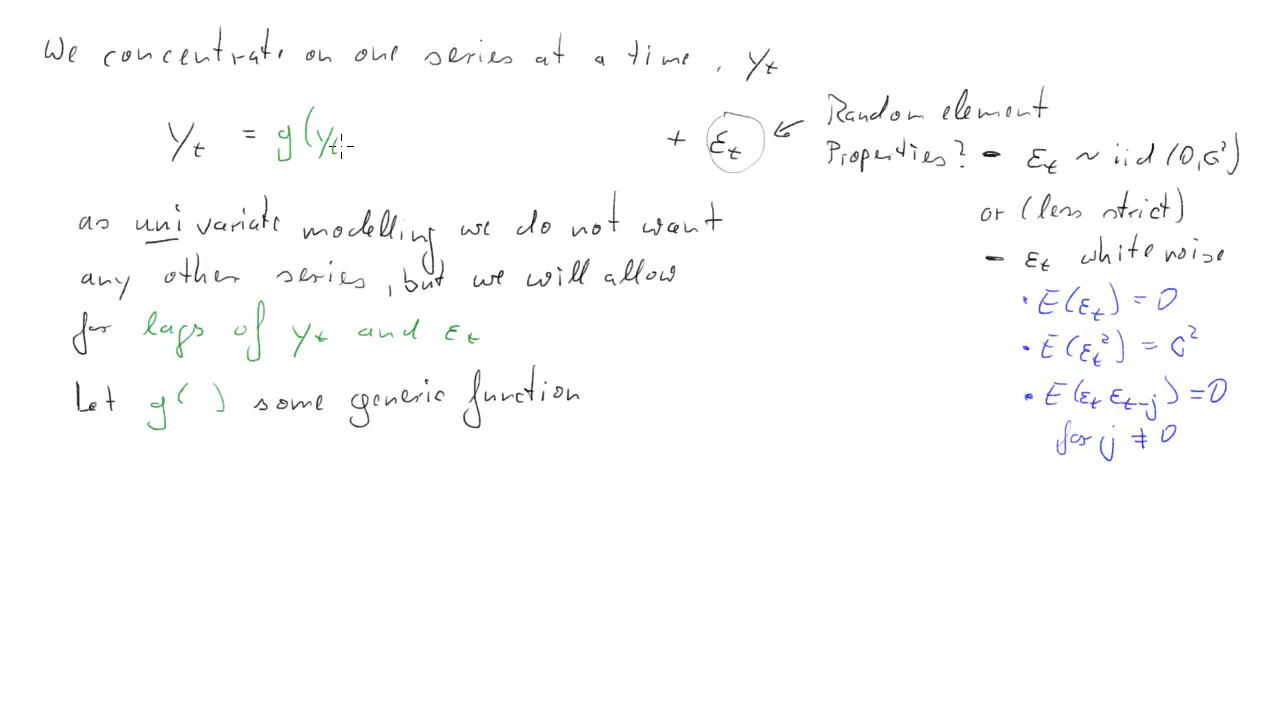 We concentrate on one series at a time, yt
yt = g(yt + εt
Random element
Properties? - εt ~ iid (0,σ²)
or (less strict)
- εt white noise
· E(εt) = 0
· E(εt²) = σ²
· E(εt εt-j) = 0
for j ≠ 0
as univariate modelling we do not want
any other series, but we will allow
for lags of yt and εt
Let g( ) some generic function